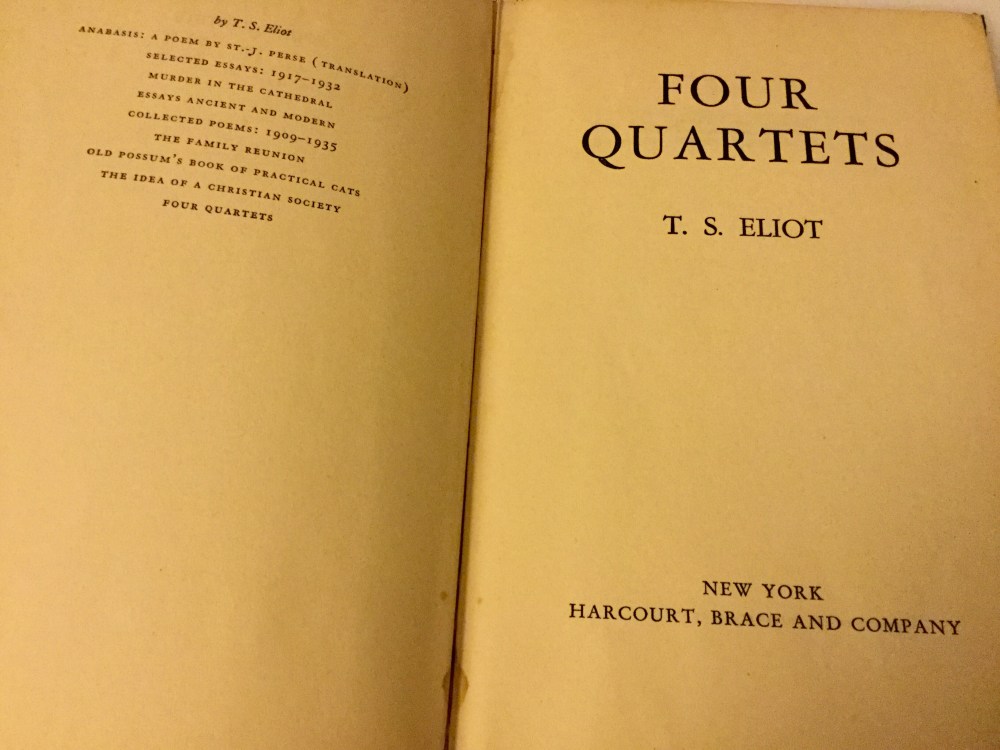 by T. S. Eliot
ANABASIS: A POEM BY ST.-J. PERSE (TRANSLATION)
SELECTED ESSAYS: 1917–1932
MURDER IN THE CATHEDRAL
ESSAYS ANCIENT AND MODERN
COLLECTED POEMS: 1909–1935
THE FAMILY REUNION
OLD POSSUM'S BOOK OF PRACTICAL CATS
THE IDEA OF A CHRISTIAN SOCIETY
FOUR QUARTETS
FOUR
QUARTETS
T. S. ELIOT
NEW YORK
HARCOURT, BRACE AND COMPANY